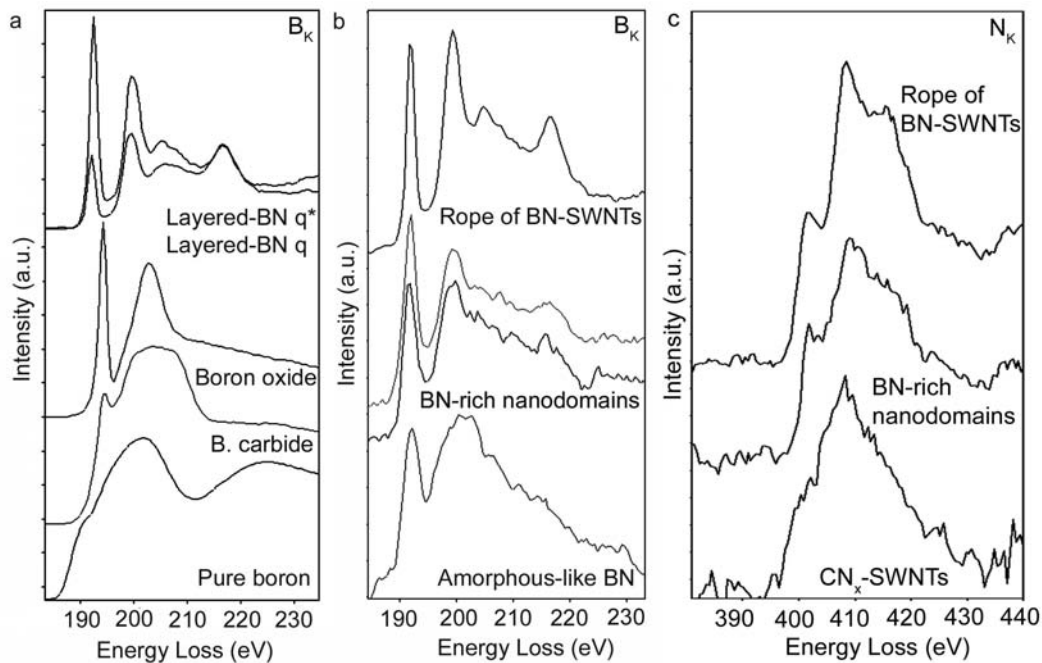 a
B_K
Intensity (a.u.)
Layered-BN q*
Layered-BN q
Boron oxide
B. carbide
Pure boron
190 200 210 220 230
Energy Loss (eV)
b
B_K
Intensity (a.u.)
Rope of BN-SWNTs
BN-rich nanodomains
Amorphous-like BN
190 200 210 220 230
Energy Loss (eV)
c
N_K
Intensity (a.u.)
Rope of
BN-SWNTs
BN-rich
nanodomains
CN_x-SWNTs
390 400 410 420 430 440
Energy Loss (eV)